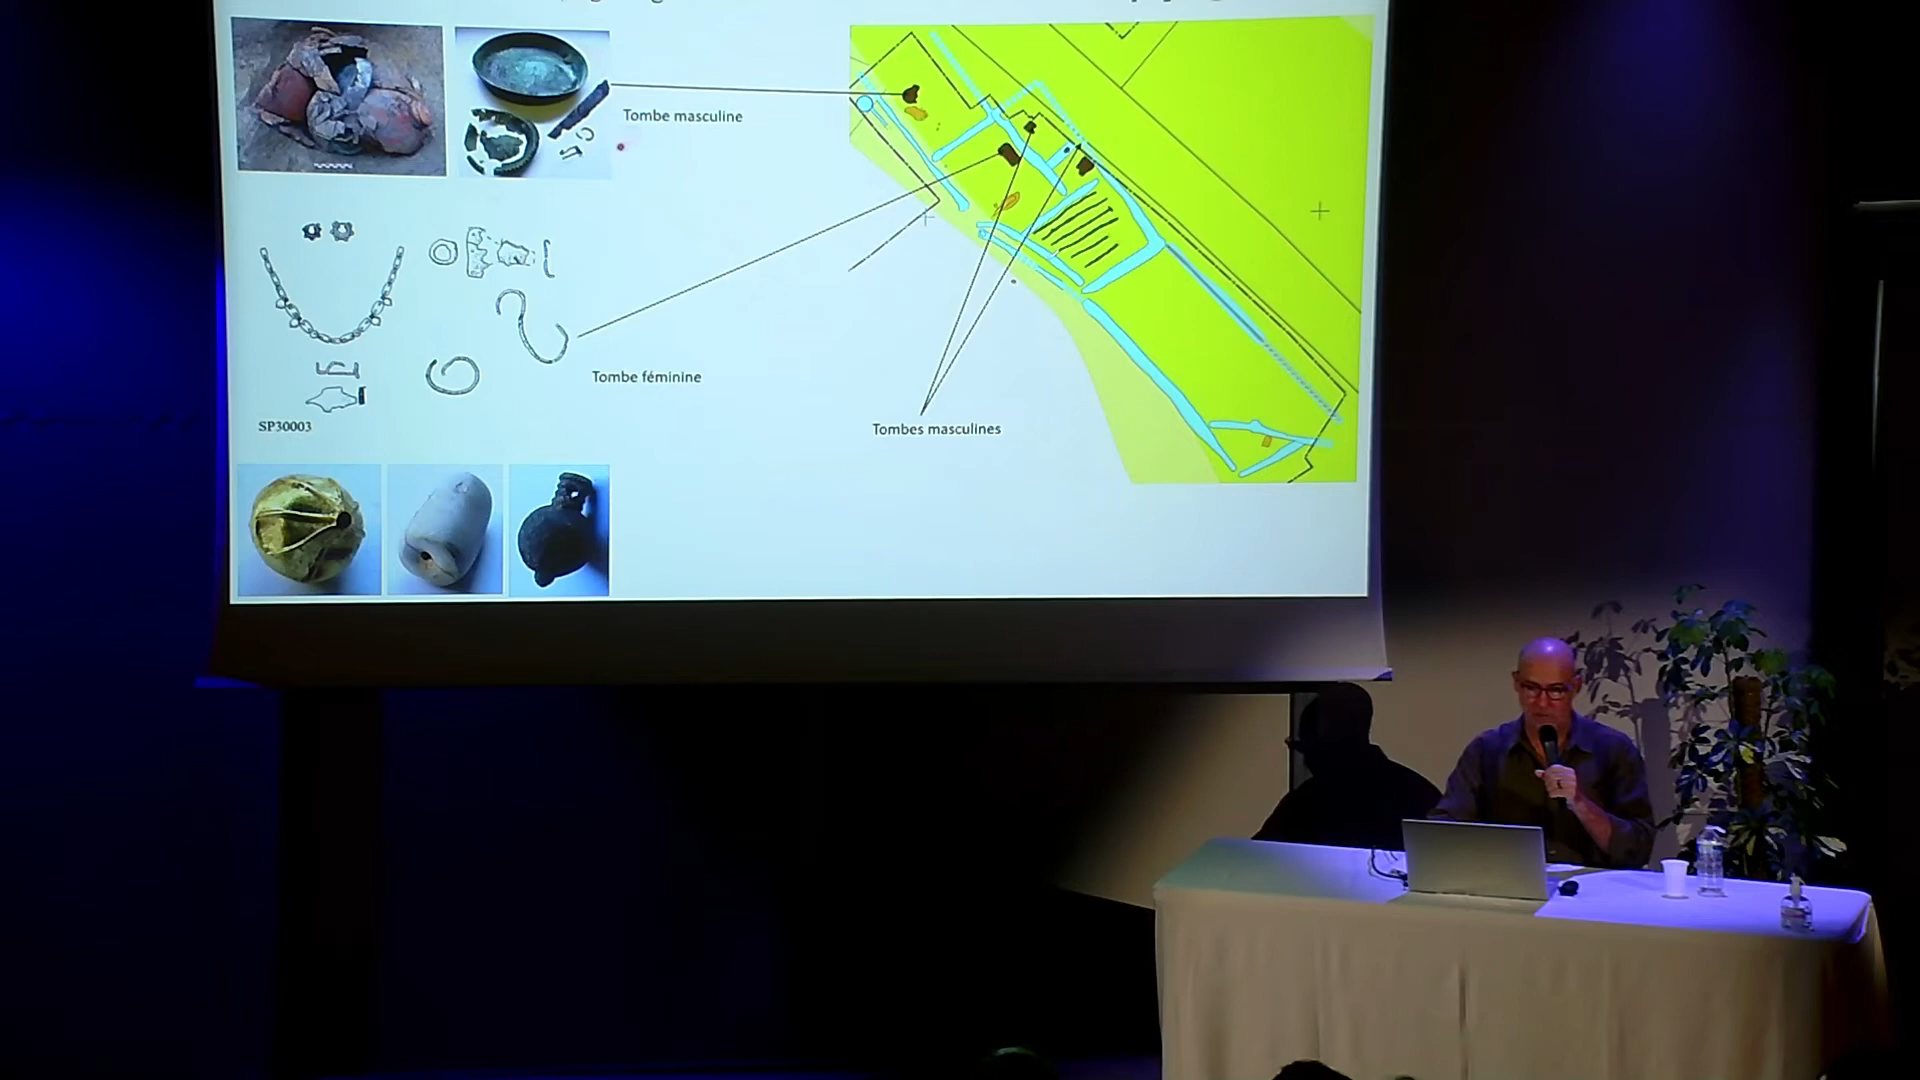 Tombe masculine
Tombe féminine
Tombes masculines
SP30003